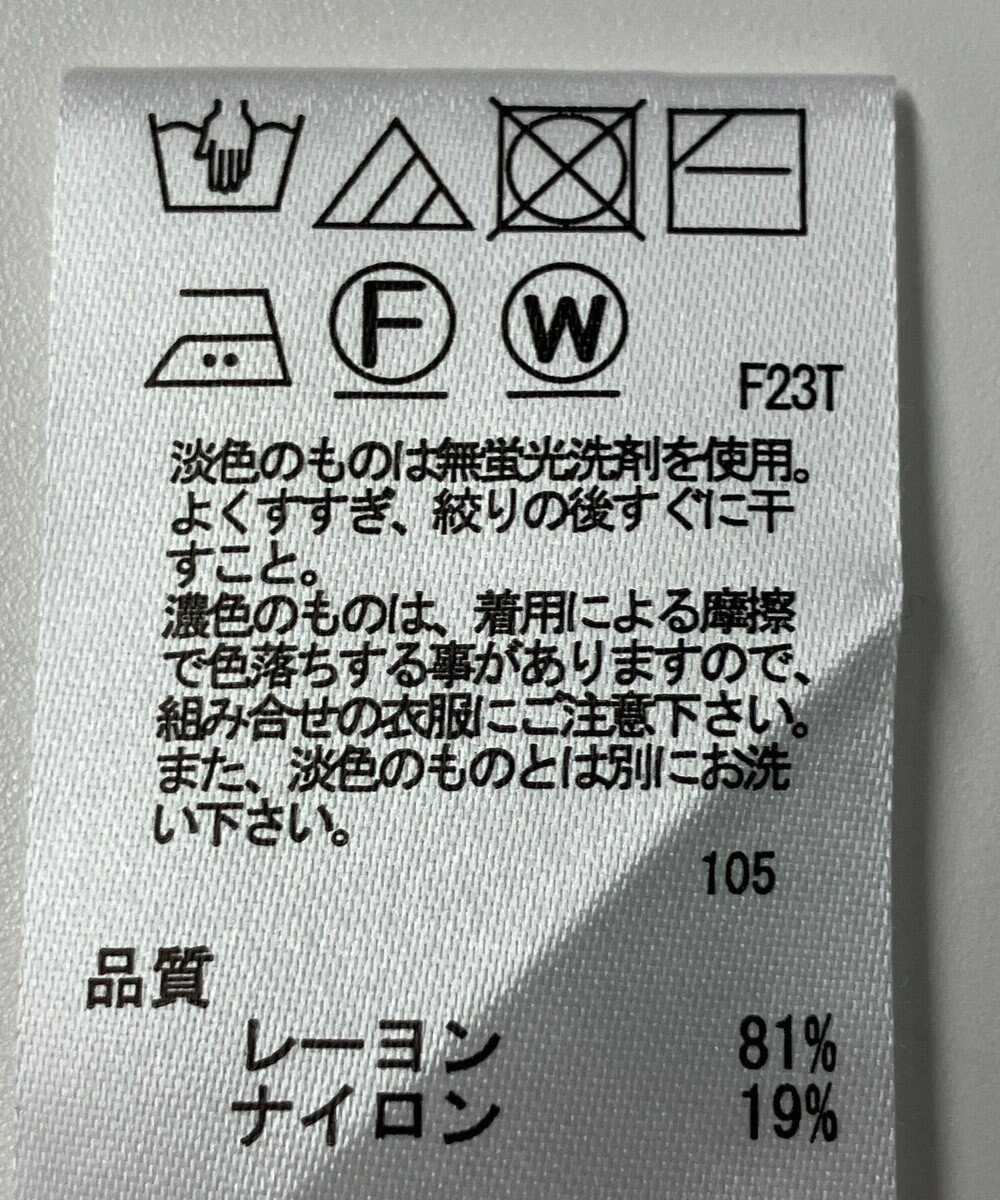 F
W
F23T
淡色のものは無蛍光洗剤を使用。
よくすすぎ、絞りの後すぐに干
すこと。
濃色のものは、着用による摩擦
で色落ちする事がありますので、
組み合せの衣服にご注意下さい。
また、淡色のものとは別にお洗
い下さい。
105
品質
レーヨン 81%
ナイロン 19%